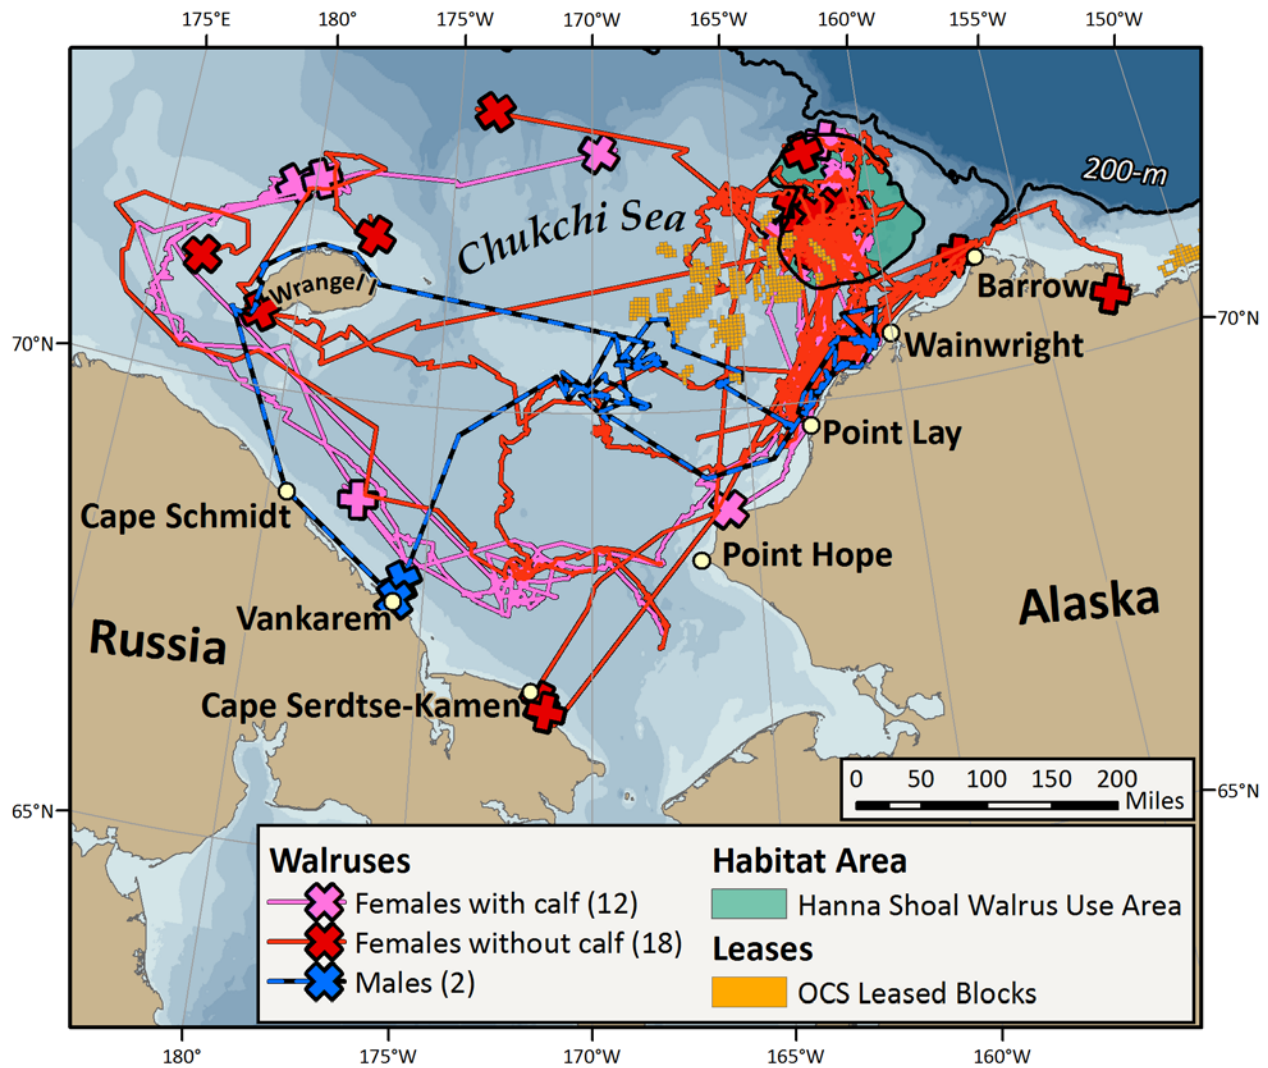 175°E 180° 175°W 170°W 165°W 160°W 155°W 150°W
200-m
Chukchi Sea
Wrangel I
Barrow
70°N
70°N
Wainwright
Point Lay
Cape Schmidt
Point Hope
Alaska
Vankarem
Russia
Cape Serdtse-Kamen
0 50 100 150 200
Miles
65°N
65°N
Walruses
Females with calf (12)
Females without calf (18)
Males (2)
Habitat Area
Hanna Shoal Walrus Use Area
Leases
OCS Leased Blocks
180° 175°W 170°W 165°W 160°W